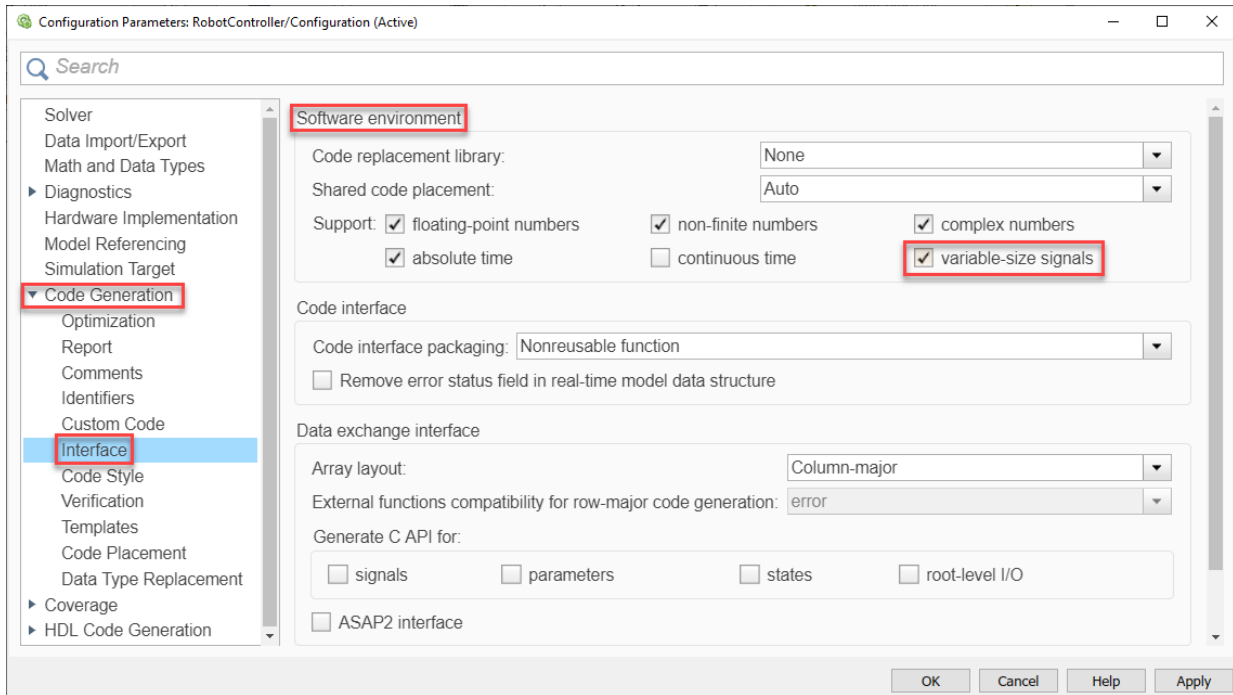 Configuration Parameters: RobotController/Configuration (Active)
Search
Solver
Data Import/Export
Math and Data Types
Diagnostics
Hardware Implementation
Model Referencing
Simulation Target
Code Generation
Optimization
Report
Comments
Identifiers
Custom Code
Interface
Code Style
Verification
Templates
Code Placement
Data Type Replacement
Coverage
HDL Code Generation
Software environment
Code replacement library: None
Shared code placement: Auto
Support: floating-point numbers non-finite numbers complex numbers
absolute time continuous time variable-size signals
Code interface
Code interface packaging: Nonreusable function
Remove error status field in real-time model data structure
Data exchange interface
Array layout: Column-major
External functions compatibility for row-major code generation: error
Generate C API for:
signals parameters states root-level I/O
ASAP2 interface
OK Cancel Help Apply